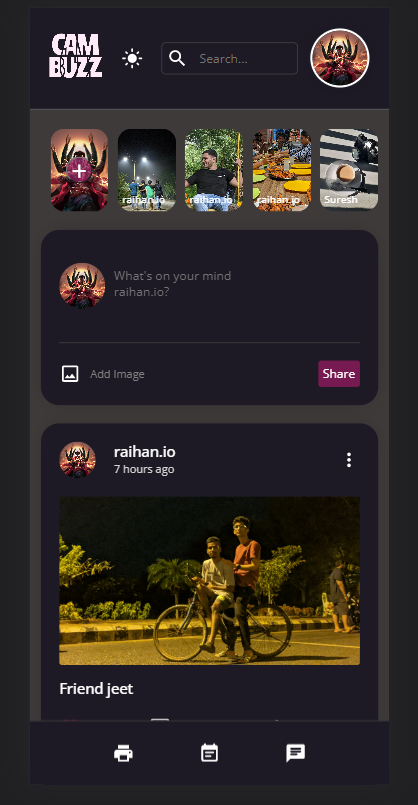 CAM
BUZZ
Search...
raihan.io
raihan.io
raihan.io
Suresh
What's on your mind
raihan.io?
Add Image
Share
raihan.io
7 hours ago
Friend jeet